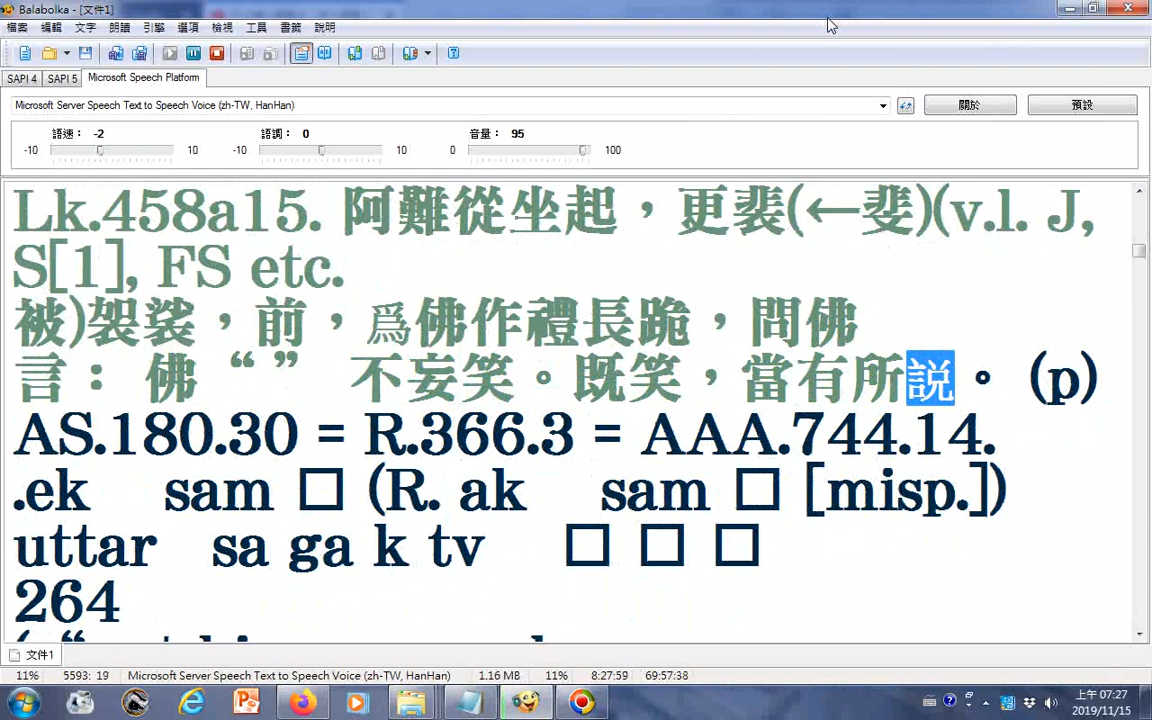 Balabolka - [文件1]
檔案 編輯 文字 朗讀 引擎 選項 檢視 工具 書籤 說明
SAPI 4 SAPI 5 Microsoft Speech Platform
Microsoft Server Speech Text to Speech Voice (zh-TW, HanHan) 關於 預設
語速： -2 語調： 0 音量： 95
-10 10 -10 10 0 100
Lk.458a15. 阿難從坐起，更裴(←斐)(v.l. J,
S[1], FS etc.
被)袈裟，前，爲佛作禮長跪，問佛
言： 佛“ ” 不妄笑。既笑，當有所説。 (p)
AS.180.30 = R.366.3 = AAA.744.14.
.ek sam □ (R. ak sam □ [misp.])
uttar sa ga k tv □ □ □
264
文件1
11% 5593: 19 Microsoft Server Speech Text to Speech Voice (zh-TW, HanHan) 1.16 MB 11% 8:27:59 69:57:38
上午 07:27
2019/11/15